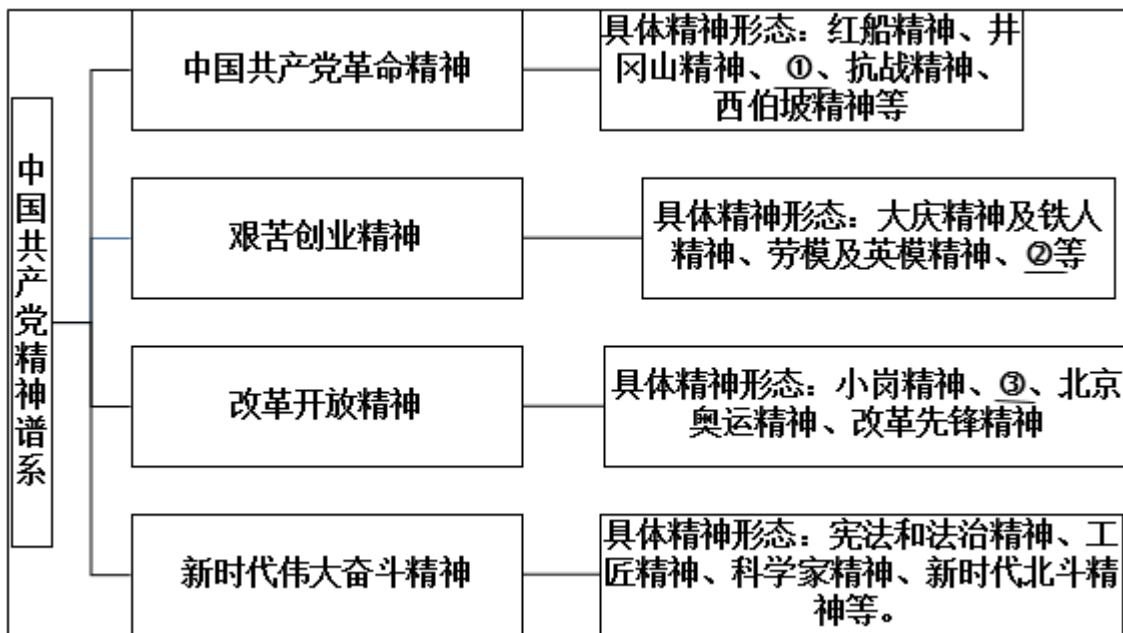 中国共产党精神谱系
中国共产党革命精神
具体精神形态：红船精神、井
冈山精神、①、抗战精神、
西伯坡精神等
艰苦创业精神
具体精神形态：大庆精神及铁人
精神、劳模及英模精神、②等
改革开放精神
具体精神形态：小岗精神、③、北京
奥运精神、改革先锋精神
新时代伟大奋斗精神
具体精神形态：宪法和法治精神、工
匠精神、科学家精神、新时代北斗精
神等。